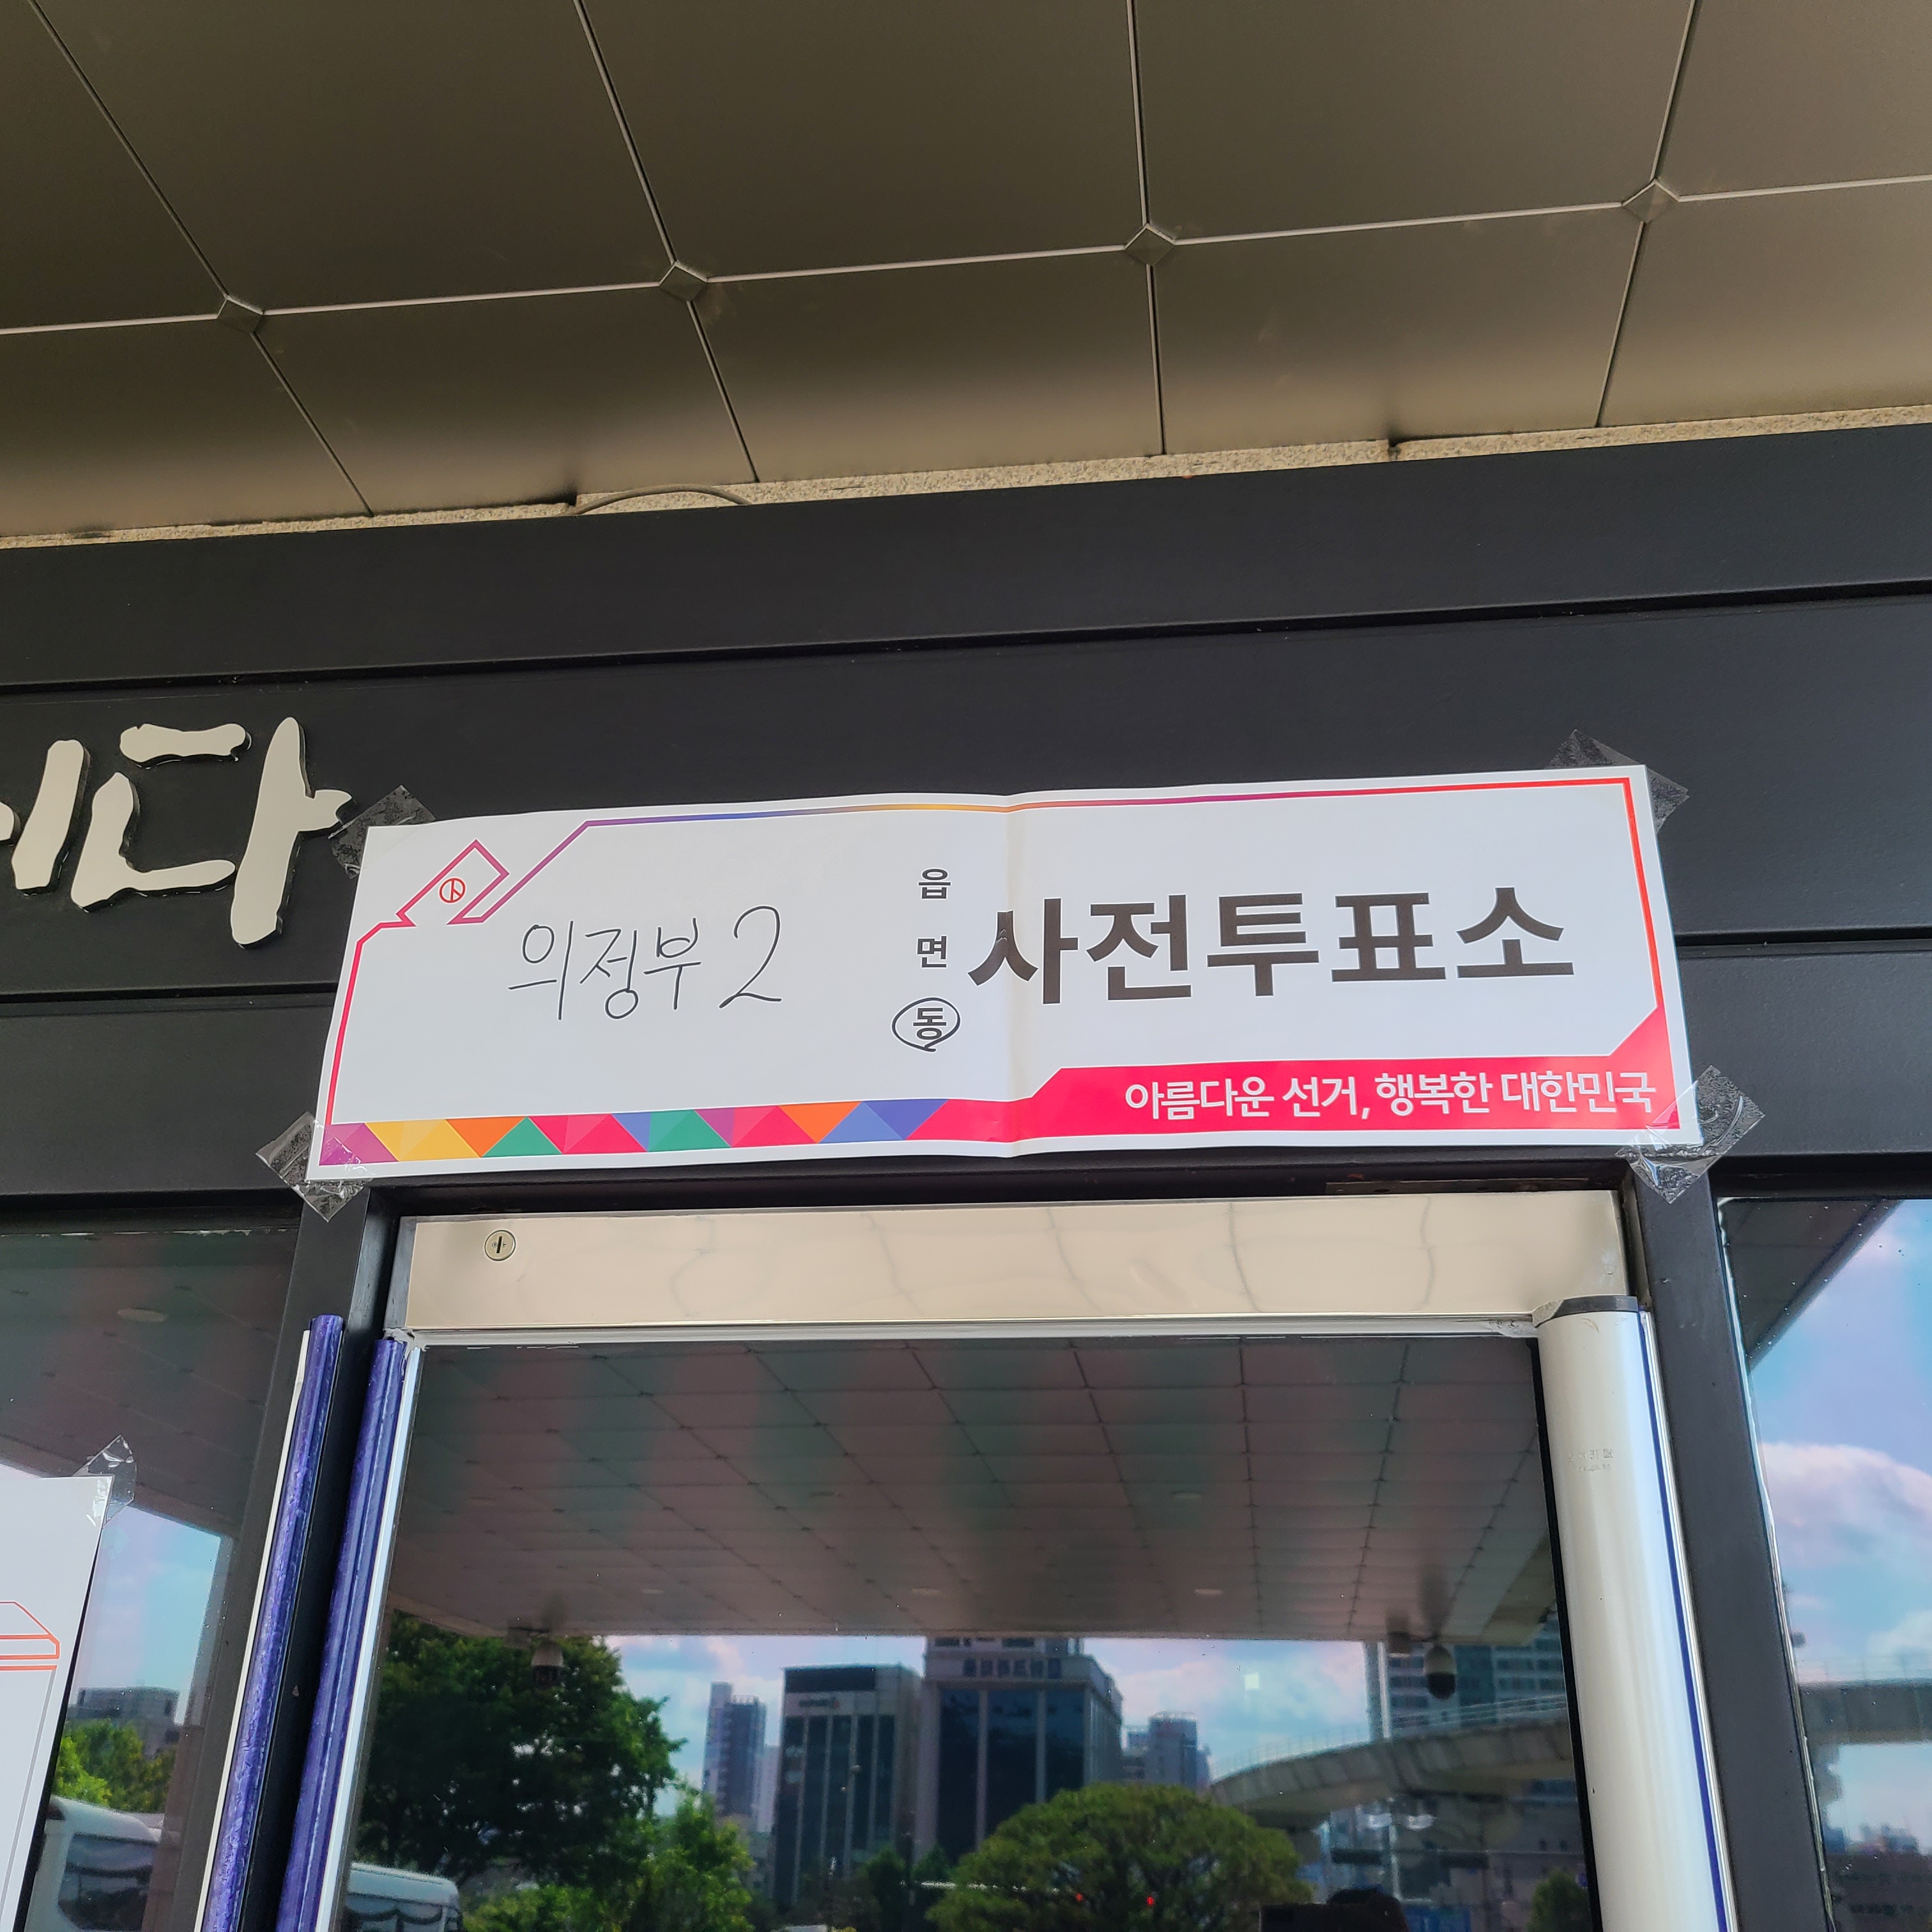 다
의정부2 읍 면 동 사전투표소
아름다운 선거, 행복한 대한민국